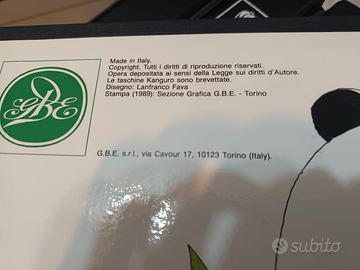 Made in Italy.
Copyright. Tutti i diritti di riproduzione riservati.
Opera depositata ai sensi della Legge sui diritti d'Autore.
Le taschine Kanguro sono brevettate.
Disegno: Lanfranco Fava
Stampa (1989): Sezione Grafica G.B.E. - Torino
GBE
G.B.E. s.r.l., via Cavour 17, 10123 Torino (Italy).
subito